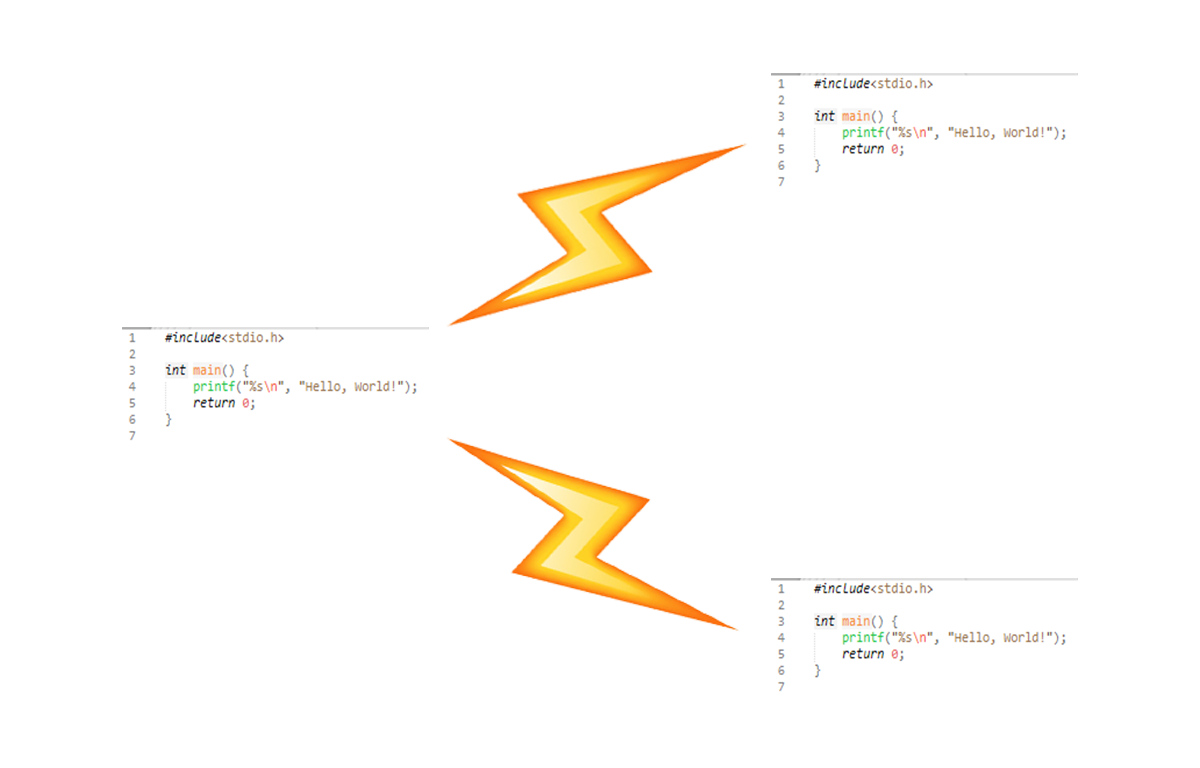 1 #include<stdio.h>
2
3 int main() {
4 printf("%s\n", "Hello, World!");
5 return 0;
6 }
7
1 #include<stdio.h>
2
3 int main() {
4 printf("%s\n", "Hello, World!");
5 return 0;
6 }
7
1 #include<stdio.h>
2
3 int main() {
4 printf("%s\n", "Hello, World!");
5 return 0;
6 }
7